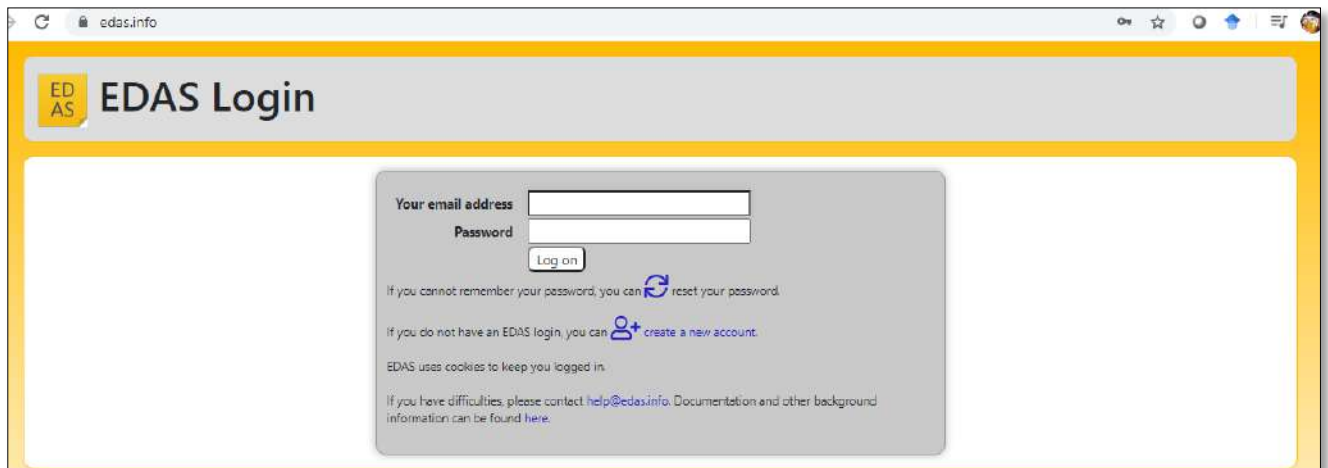 edas.info
ED
AS
EDAS Login
Your email address
Password
Log on
If you cannot remember your password, you can reset your password.
If you do not have an EDAS login, you can create a new account.
EDAS uses cookies to keep you logged in.
If you have difficulties, please contact help@edas.info. Documentation and other background
information can be found here.